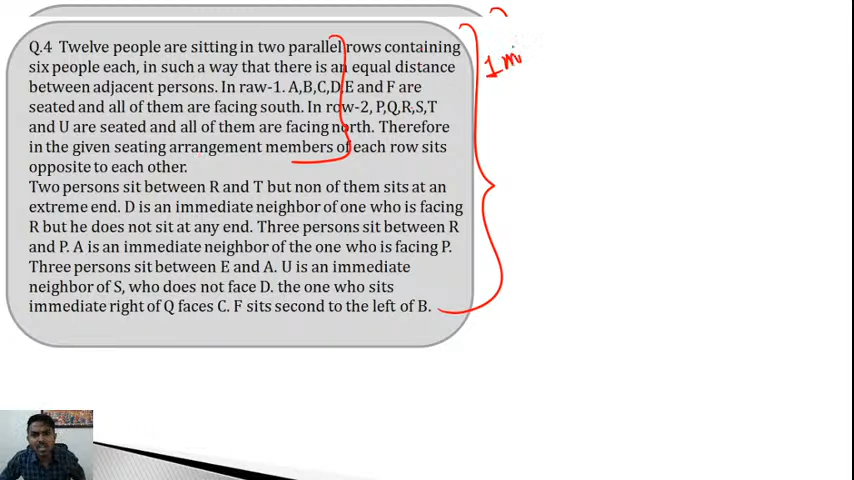 Q.4 Twelve people are sitting in two parallel rows containing
six people each, in such a way that there is an equal distance
between adjacent persons. In raw-1. A,B,C,D,E and F are
seated and all of them are facing south. In row-2, P,Q,R,S,T
and U are seated and all of them are facing north. Therefore
in the given seating arrangement members of each row sits
opposite to each other.
Two persons sit between R and T but non of them sits at an
extreme end. D is an immediate neighbor of one who is facing
R but he does not sit at any end. Three persons sit between R
and P. A is an immediate neighbor of the one who is facing P.
Three persons sit between E and A. U is an immediate
neighbor of S, who does not face D. the one who sits
immediate right of Q faces C. F sits second to the left of B.
1 mi